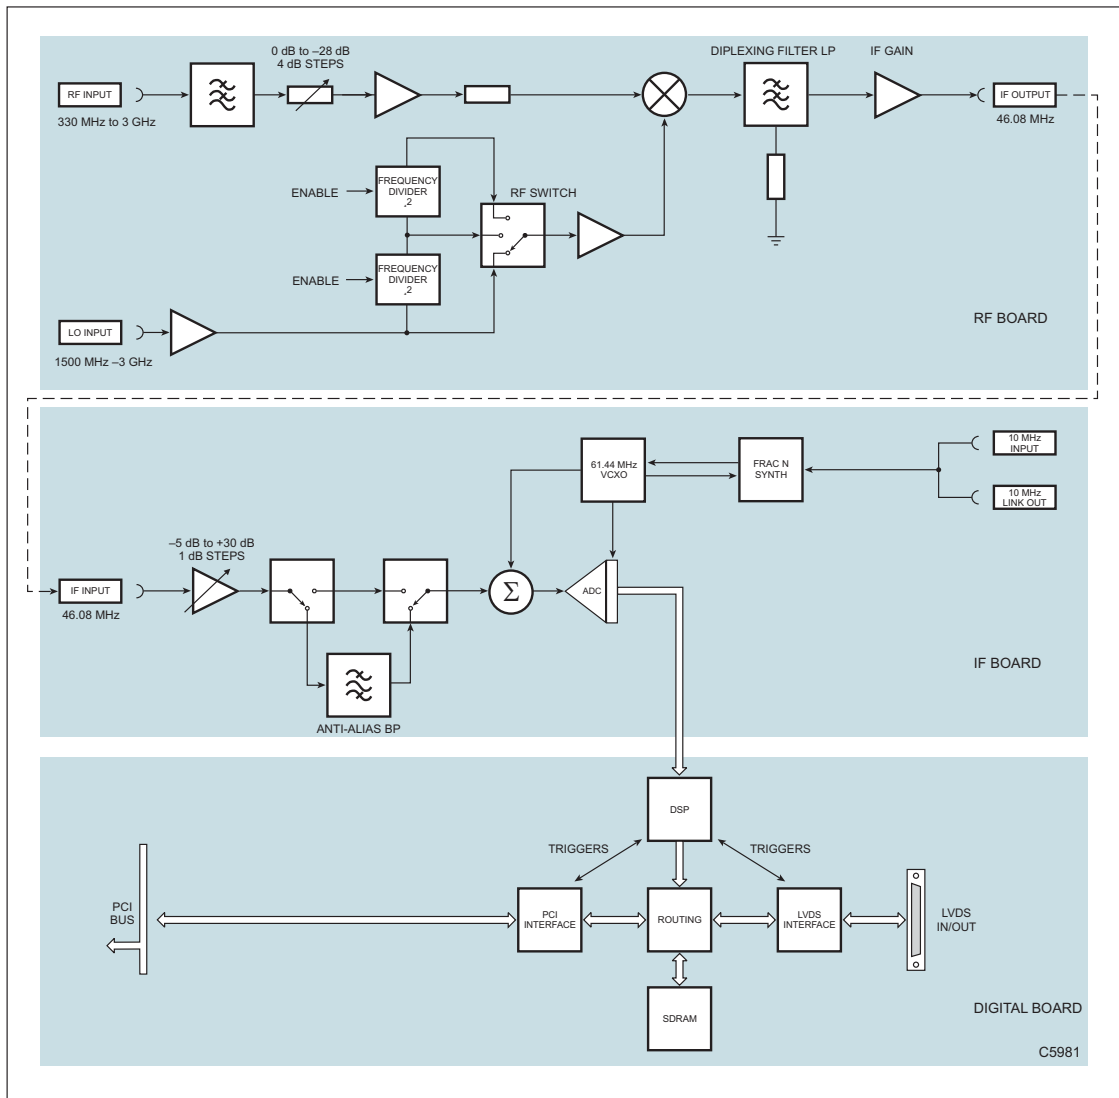 0 dB to –28 dB
4 dB STEPS
DIPLEXING FILTER LP
IF GAIN
RF INPUT
330 MHz to 3 GHz
IF OUTPUT
46.08 MHz
ENABLE
FREQUENCY
DIVIDER
.2
RF SWITCH
ENABLE
FREQUENCY
DIVIDER
.2
LO INPUT
1500 MHz –3 GHz
RF BOARD
61.44 MHz
VCXO
FRAC N
SYNTH
10 MHz
INPUT
10 MHz
LINK OUT
–5 dB to +30 dB
1 dB STEPS
IF INPUT
46.08 MHz
Σ
ADC
ANTI-ALIAS BP
IF BOARD
DSP
TRIGGERS
TRIGGERS
PCI
BUS
PCI
INTERFACE
ROUTING
LVDS
INTERFACE
LVDS
IN/OUT
SDRAM
DIGITAL BOARD
C5981